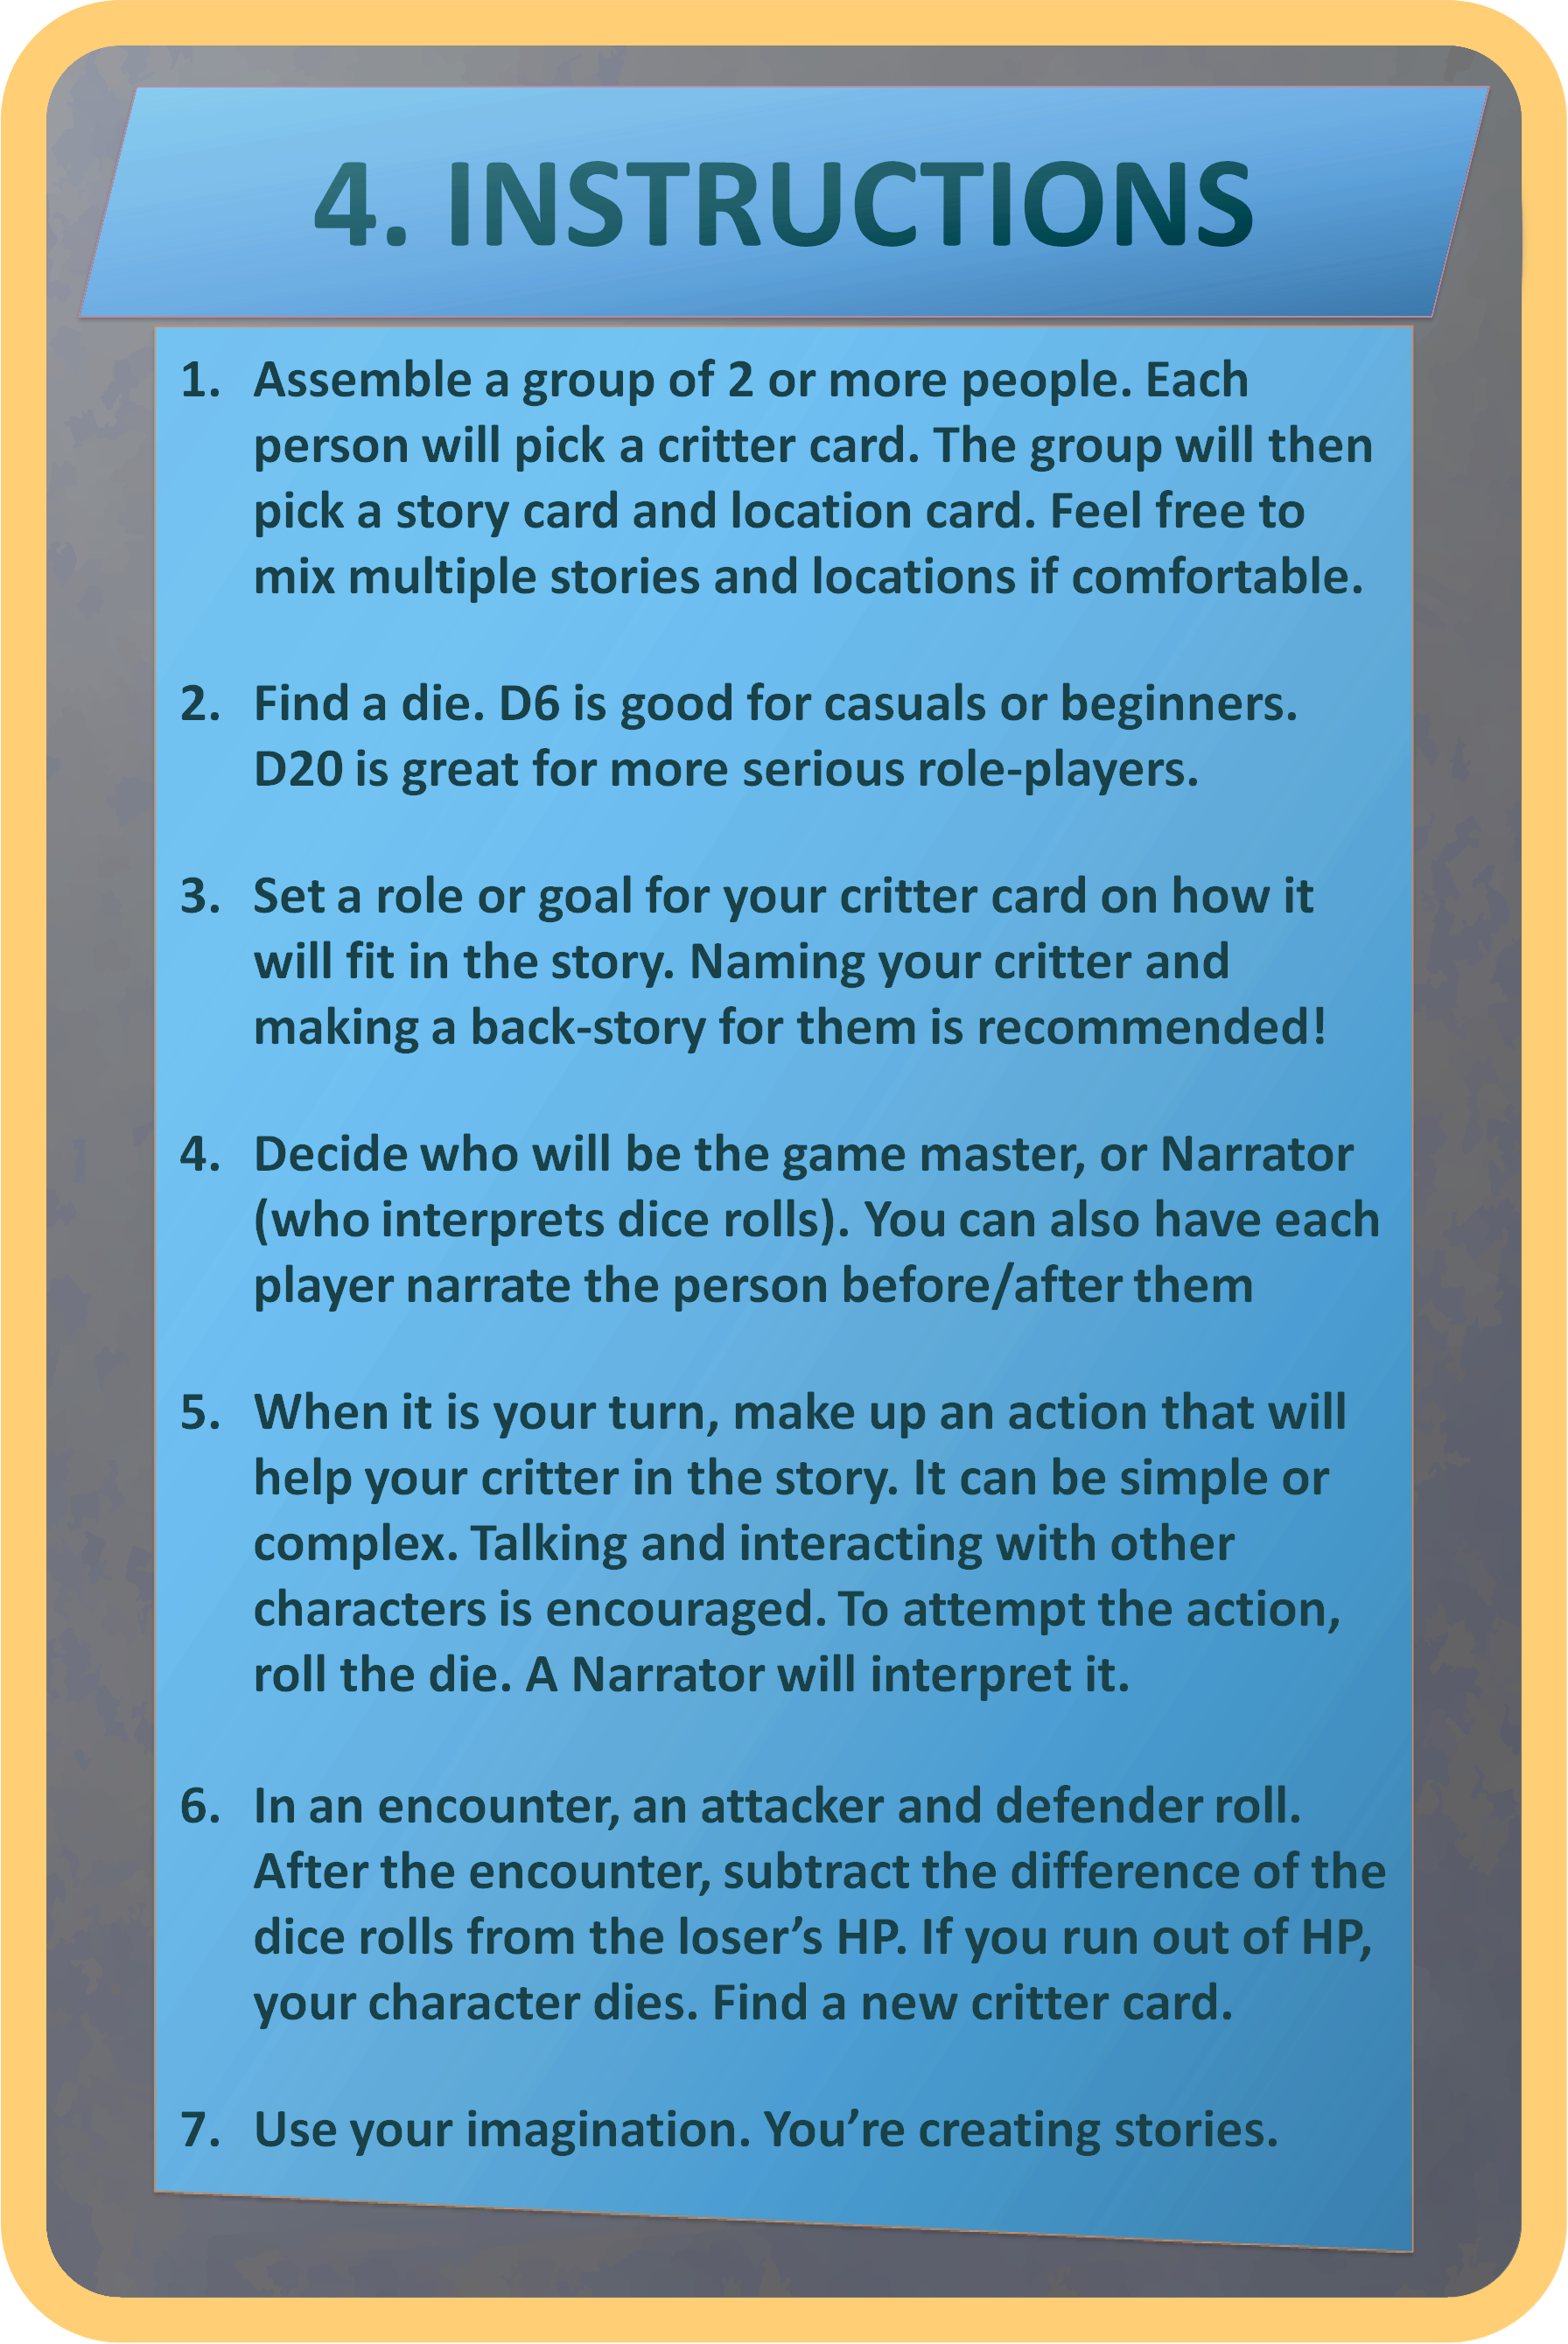 4. INSTRUCTIONS
1. Assemble a group of 2 or more people. Each
person will pick a critter card. The group will then
pick a story card and location card. Feel free to
mix multiple stories and locations if comfortable.
2. Find a die. D6 is good for casuals or beginners.
D20 is great for more serious role-players.
3. Set a role or goal for your critter card on how it
will fit in the story. Naming your critter and
making a back-story for them is recommended!
4. Decide who will be the game master, or Narrator
(who interprets dice rolls). You can also have each
player narrate the person before/after them
5. When it is your turn, make up an action that will
help your critter in the story. It can be simple or
complex. Talking and interacting with other
characters is encouraged. To attempt the action,
roll the die. A Narrator will interpret it.
6. In an encounter, an attacker and defender roll.
After the encounter, subtract the difference of the
dice rolls from the loser’s HP. If you run out of HP,
your character dies. Find a new critter card.
7. Use your imagination. You’re creating stories.